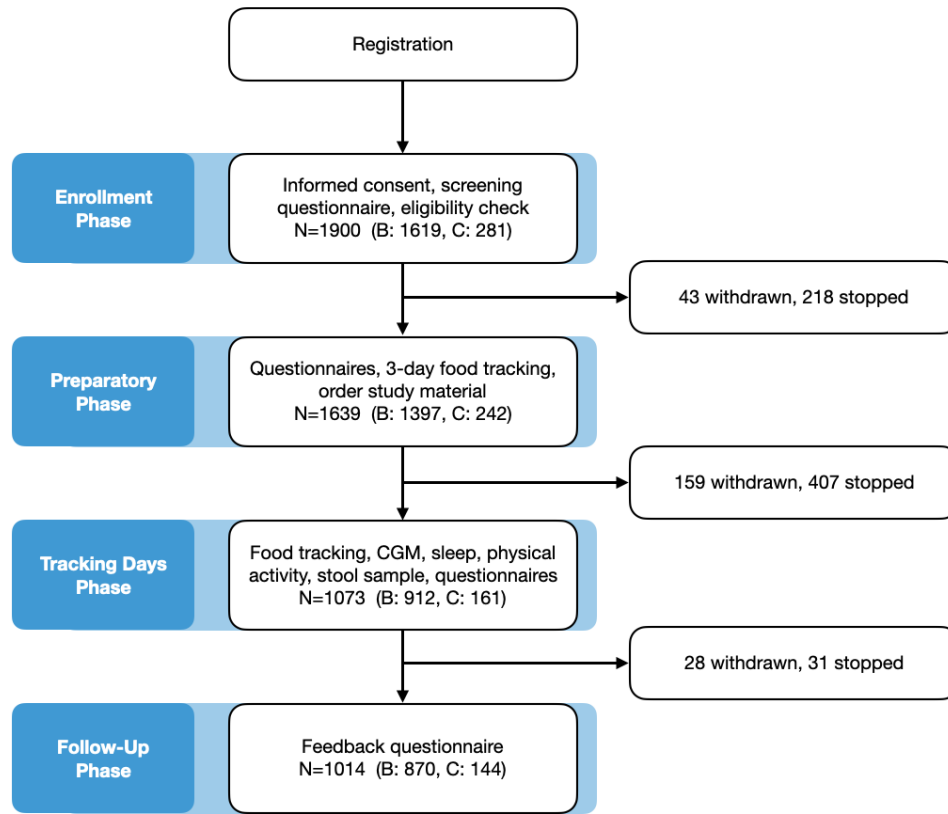 Registration
Enrollment
Phase
Informed consent, screening
questionnaire, eligibility check
N=1900 (B: 1619, C: 281)
43 withdrawn, 218 stopped
Preparatory
Phase
Questionnaires, 3-day food tracking,
order study material
N=1639 (B: 1397, C: 242)
159 withdrawn, 407 stopped
Tracking Days
Phase
Food tracking, CGM, sleep, physical
activity, stool sample, questionnaires
N=1073 (B: 912, C: 161)
28 withdrawn, 31 stopped
Follow-Up
Phase
Feedback questionnaire
N=1014 (B: 870, C: 144)